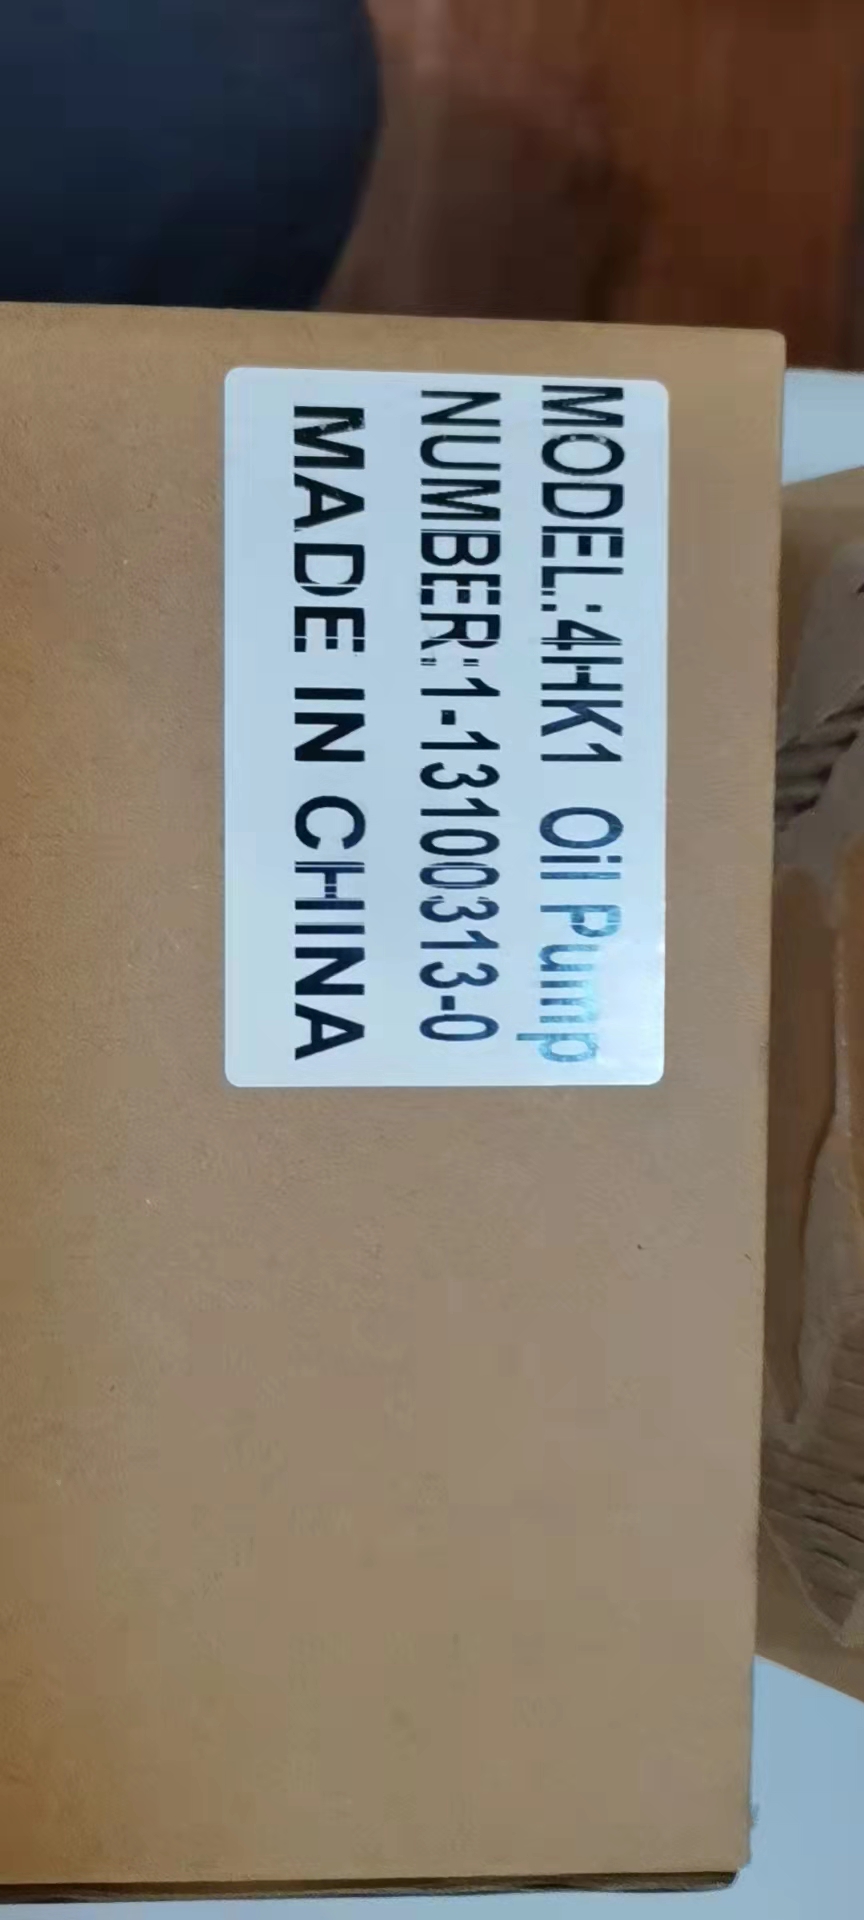 MODEL:4HK1 Oil Pump
NUMBER:1-13100313-0
MADE IN CHINA